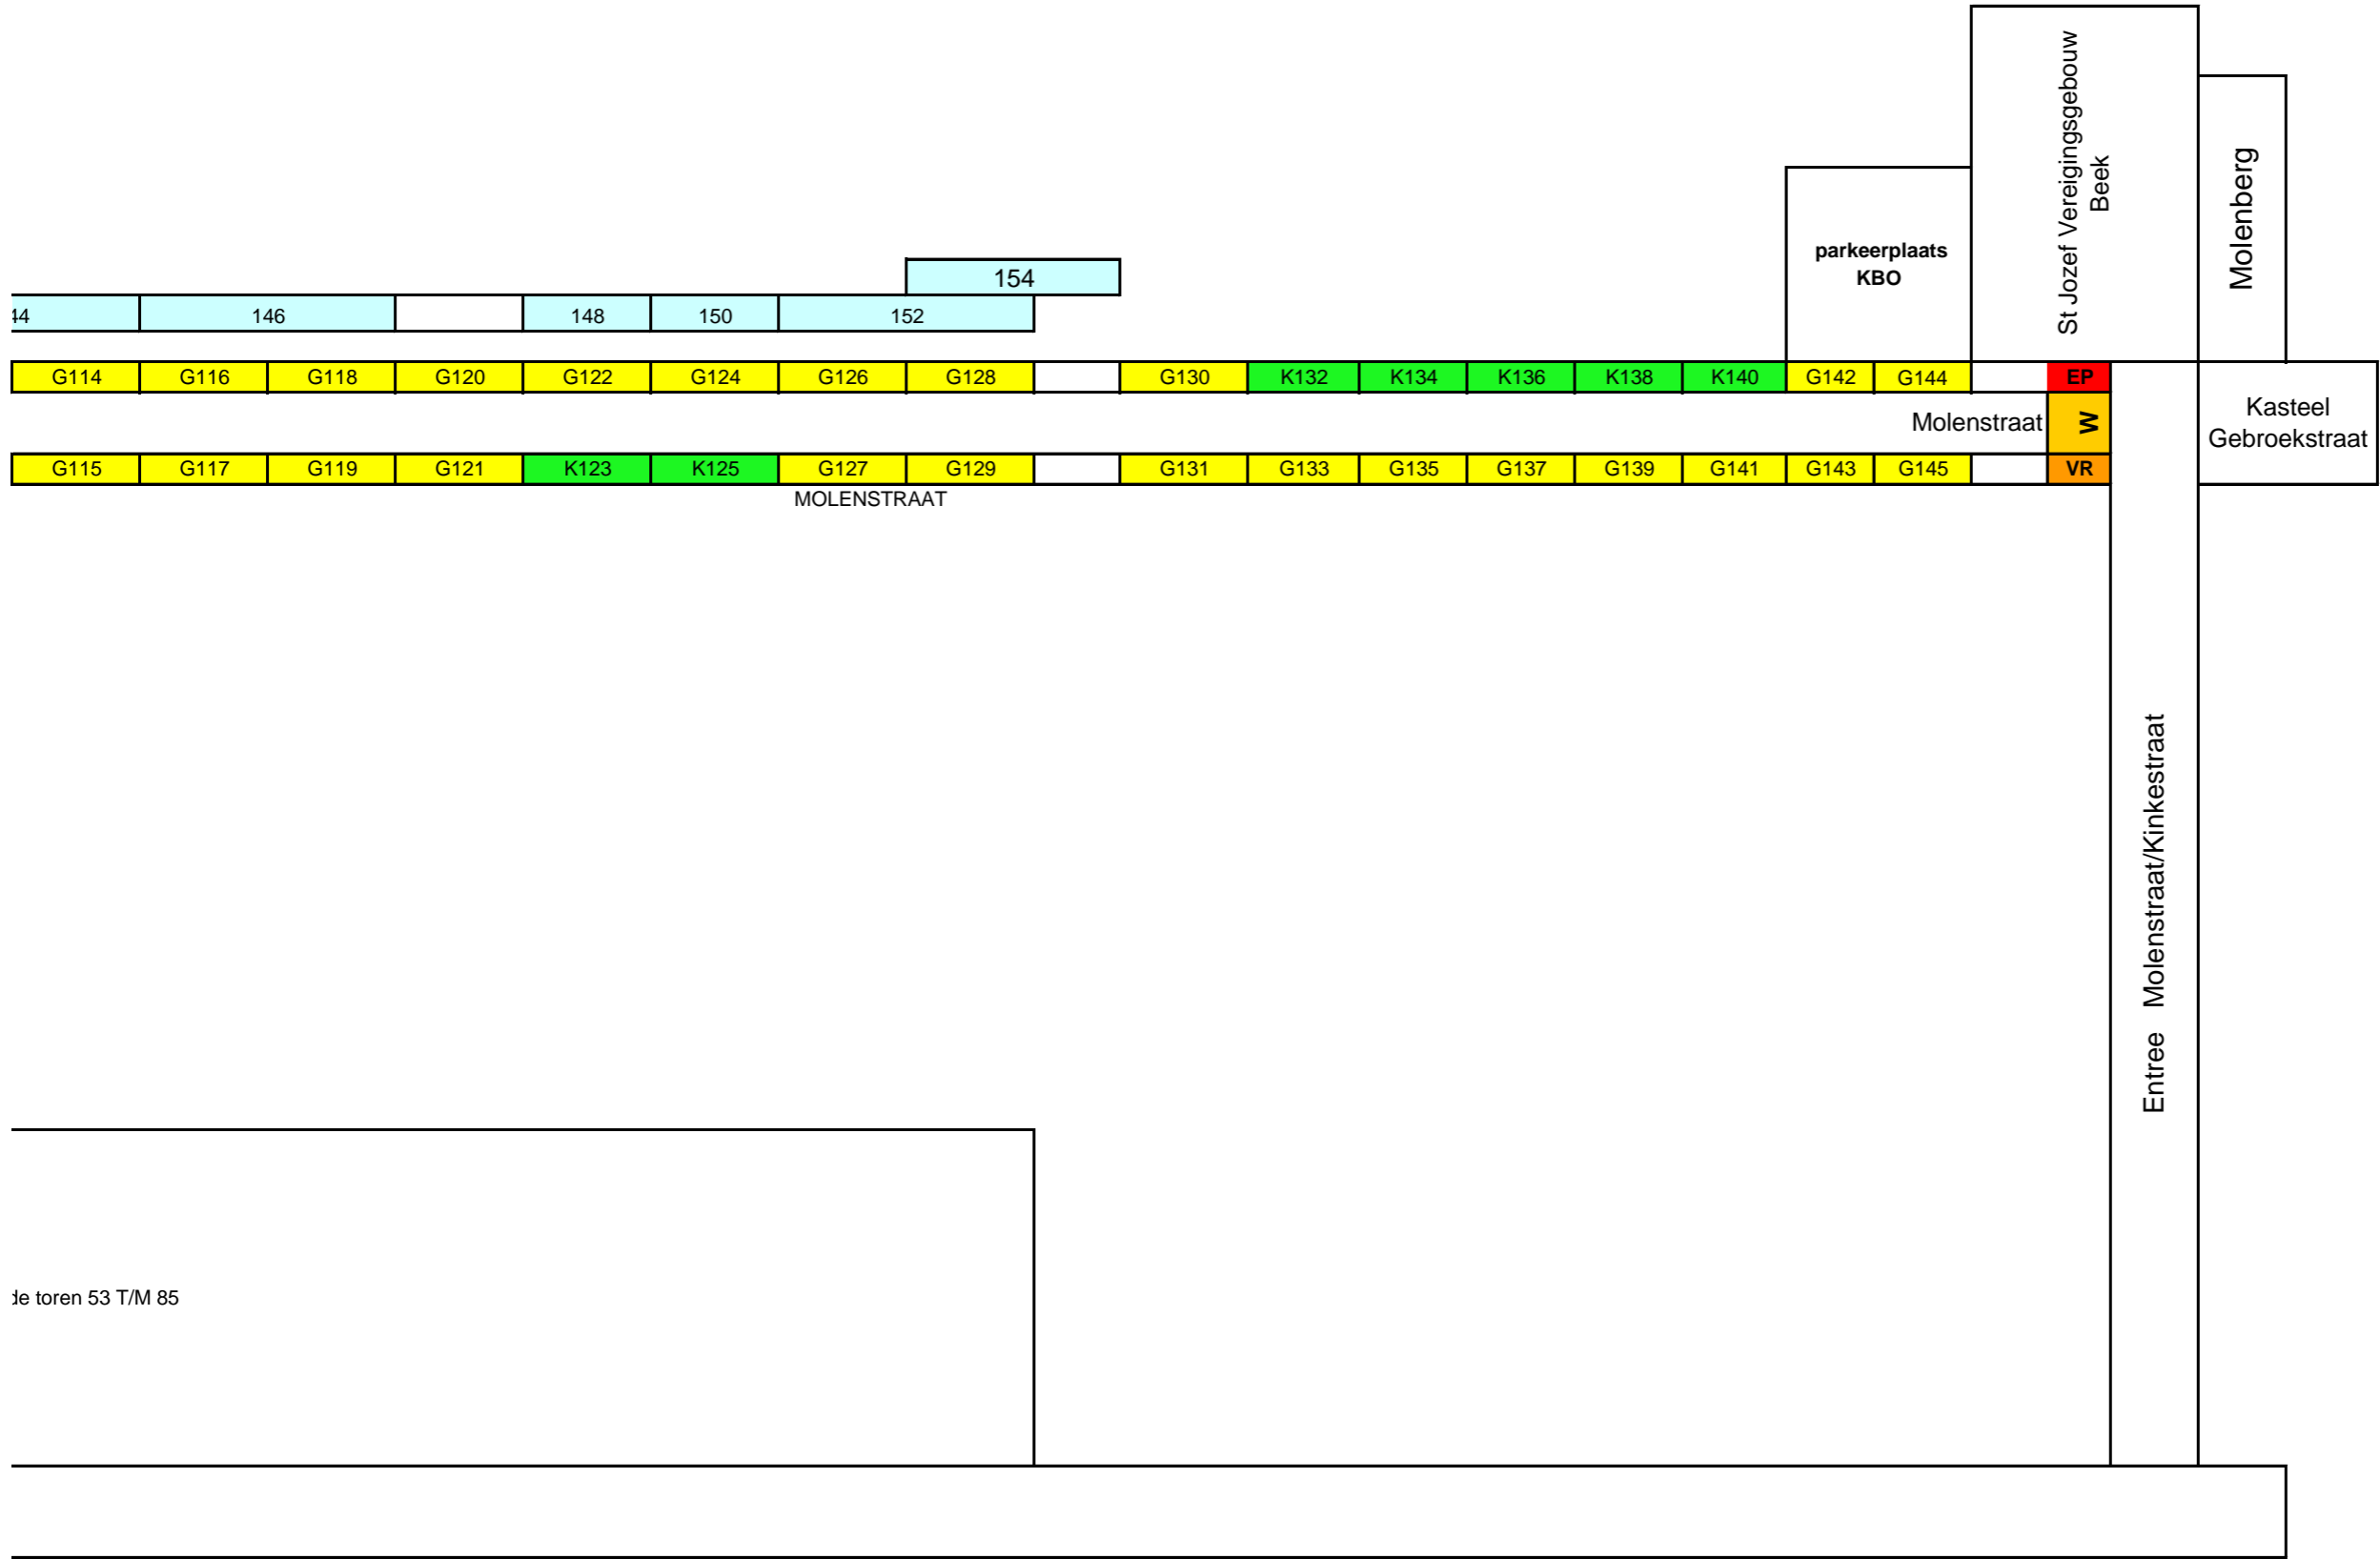 St Jozef Vereigingsgebouw
Beek
Molenberg
parkeerplaats
KBO
154
44 146 148 150 152
G114 G116 G118 G120 G122 G124 G126 G128 G130 K132 K134 K136 K138 K140 G142 G144 EP
Molenstraat W
Kasteel
Gebroekstraat
G115 G117 G119 G121 K123 K125 G127 G129 G131 G133 G135 G137 G139 G141 G143 G145 VR
MOLENSTRAAT
Entree Molenstraat/Kinkestraat
de toren 53 T/M 85